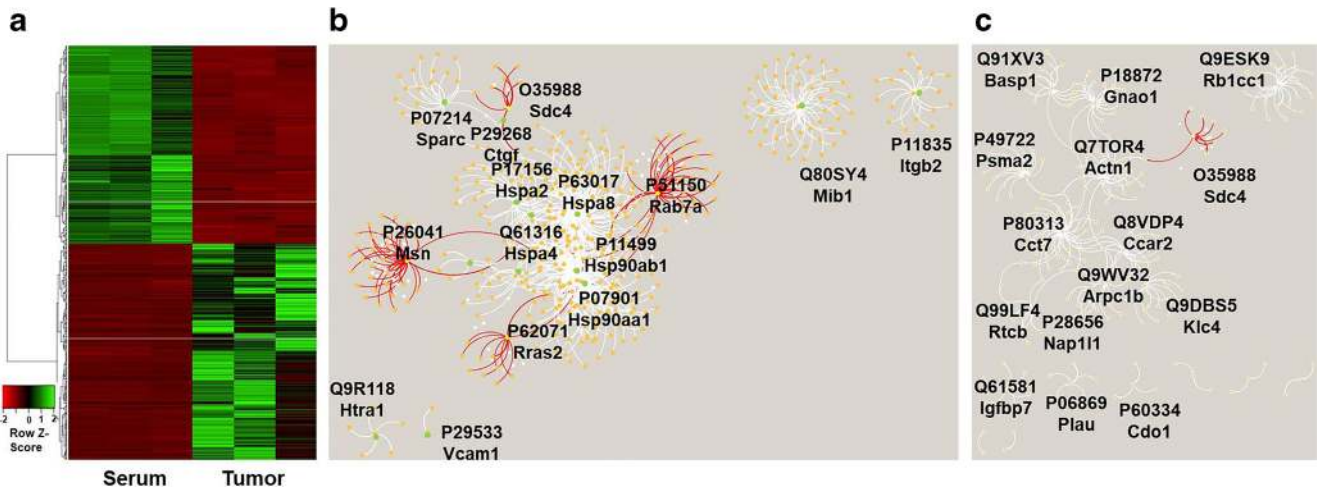 a
-2 0 2
Row Z-
Score
Serum
Tumor
b
P07214
Sparc
O35988
Sdc4
P29268
Ctgf
P17156
Hspa2
P63017
Hspa8
P51150
Rab7a
P26041
Msn
Q61316
Hspa4
P11499
Hsp90ab1
P07901
Hsp90aa1
P62071
Rras2
Q9R118
Htra1
P29533
Vcam1
Q80SY4
Mib1
P11835
Itgb2
c
Q91XV3
Basp1
P18872
Gnao1
Q9ESK9
Rb1cc1
P49722
Psma2
Q7TOR4
Actn1
O35988
Sdc4
P80313
Cct7
Q8VDP4
Ccar2
Q9WV32
Arpc1b
Q99LF4
Rtcb
P28656
Nap1l1
Q9DBS5
Klc4
Q61581
Igfbp7
P06869
Plau
P60334
Cdo1